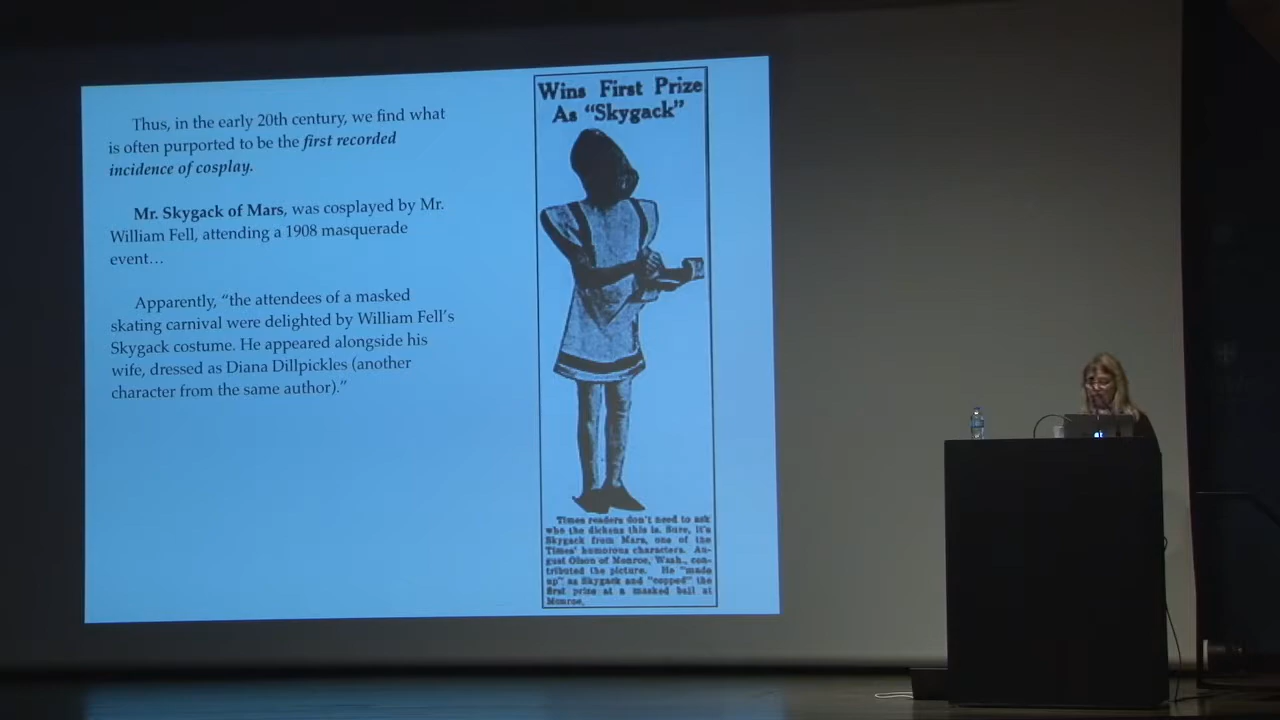 Thus, in the early 20th century, we find what
is often purported to be the first recorded
incidence of cosplay.
Mr. Skygack of Mars, was cosplayed by Mr.
William Fell, attending a 1908 masquerade
event…
Apparently, “the attendees of a masked
skating carnival were delighted by William Fell’s
Skygack costume. He appeared alongside his
wife, dressed as Diana Dillpickles (another
character from the same author).”
Wins First Prize
As “Skygack”
Times readers don't need to ask
who the dickens this is. Sure, it's
Skygack from Mars, one of the
Times' humorous characters. Au-
gust Olson of Monroe, Wash., con-
tributed the picture. He “made
up” as Skygack and “copped” the
first prize at a masked ball at
Monroe.